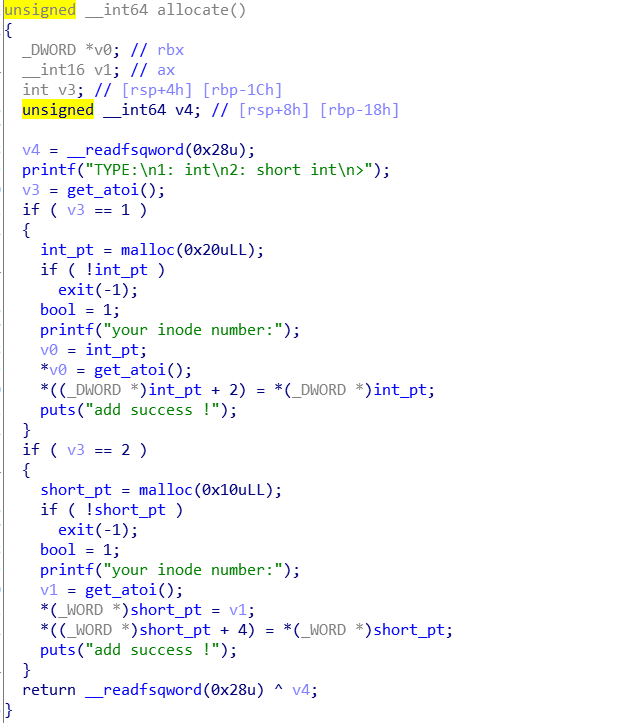 unsigned __int64 allocate()
{
  _DWORD *v0; // rbx
  __int16 v1; // ax
  int v3; // [rsp+4h] [rbp-1Ch]
  unsigned __int64 v4; // [rsp+8h] [rbp-18h]

  v4 = __readfsqword(0x28u);
  printf("TYPE:\n1: int\n2: short int\n>");
  v3 = get_atoi();
  if ( v3 == 1 )
  {
    int_pt = malloc(0x20uLL);
    if ( !int_pt )
      exit(-1);
    bool = 1;
    printf("your inode number:");
    v0 = int_pt;
    *v0 = get_atoi();
    *((_DWORD *)int_pt + 2) = *(_DWORD *)int_pt;
    puts("add success !");
  }
  if ( v3 == 2 )
  {
    short_pt = malloc(0x10uLL);
    if ( !short_pt )
      exit(-1);
    bool = 1;
    printf("your inode number:");
    v1 = get_atoi();
    *(_WORD *)short_pt = v1;
    *((_WORD *)short_pt + 4) = *(_WORD *)short_pt;
    puts("add success !");
  }
  return __readfsqword(0x28u) ^ v4;
}